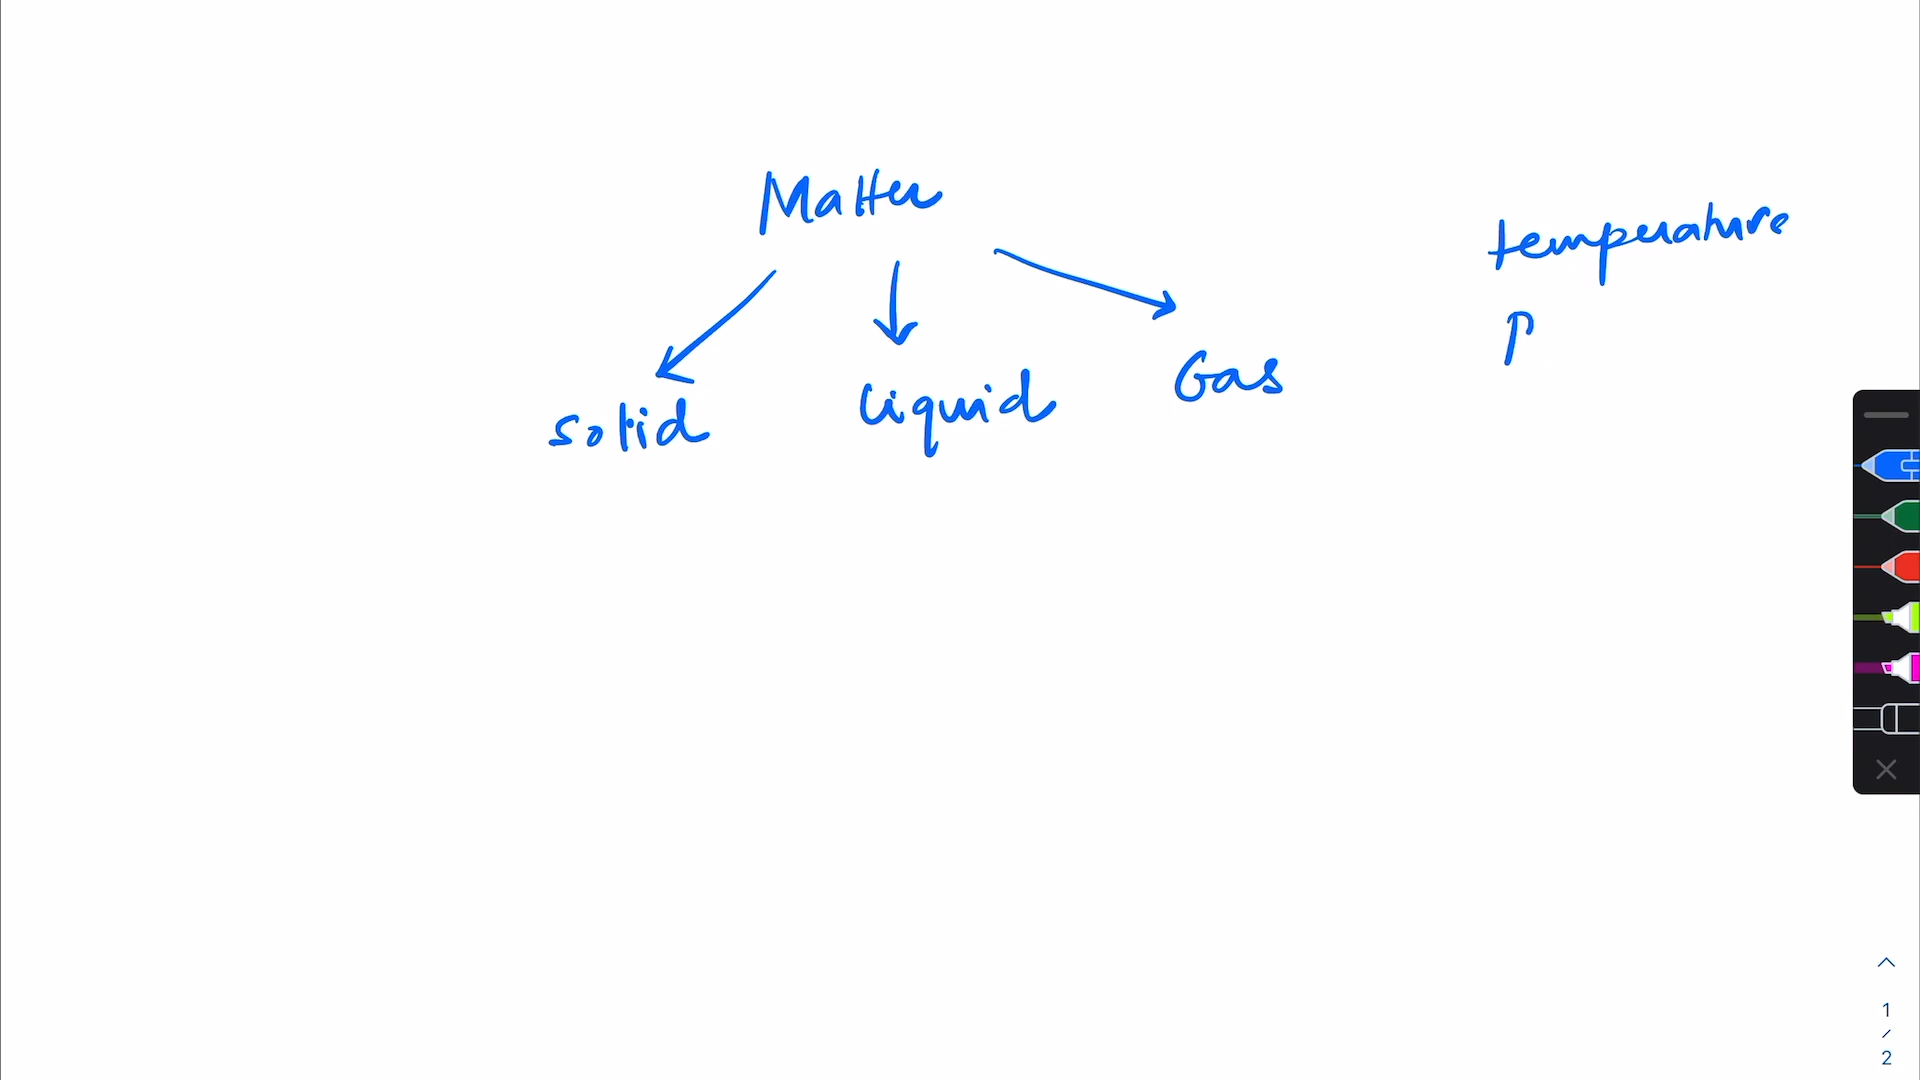 Matter
temperature
↑
solid
liquid
Gas
1
/
2